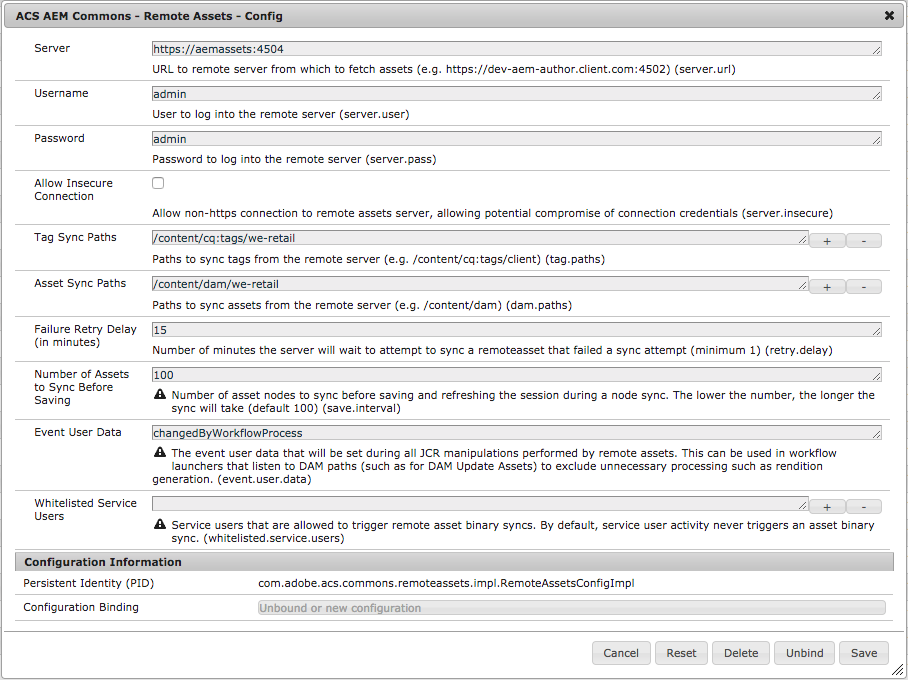 ACS AEM Commons - Remote Assets - Config
Server
https://aemassets:4504
URL to remote server from which to fetch assets (e.g. https://dev-aem-author.client.com:4502) (server.url)
Username
admin
User to log into the remote server (server.user)
Password
admin
Password to log into the remote server (server.pass)
Allow Insecure
Connection
Allow non-https connection to remote assets server, allowing potential compromise of connection credentials (server.insecure)
Tag Sync Paths
/content/cq:tags/we-retail
+ -
Paths to sync tags from the remote server (e.g. /content/cq:tags/client) (tag.paths)
Asset Sync Paths
/content/dam/we-retail
+ -
Paths to sync assets from the remote server (e.g. /content/dam) (dam.paths)
Failure Retry Delay
(in minutes)
15
Number of minutes the server will wait to attempt to sync a remoteasset that failed a sync attempt (minimum 1) (retry.delay)
Number of Assets
to Sync Before
Saving
100
Number of asset nodes to sync before saving and refreshing the session during a node sync. The lower the number, the longer the
sync will take (default 100) (save.interval)
Event User Data
changedByWorkflowProcess
The event user data that will be set during all JCR manipulations performed by remote assets. This can be used in workflow
launchers that listen to DAM paths (such as for DAM Update Assets) to exclude unnecessary processing such as rendition
generation. (event.user.data)
Whitelisted Service
Users
+ -
Service users that are allowed to trigger remote asset binary syncs. By default, service user activity never triggers an asset binary
sync. (whitelisted.service.users)
Configuration Information
Persistent Identity (PID)
com.adobe.acs.commons.remoteassets.impl.RemoteAssetsConfigImpl
Configuration Binding
Unbound or new configuration
Cancel Reset Delete Unbind Save